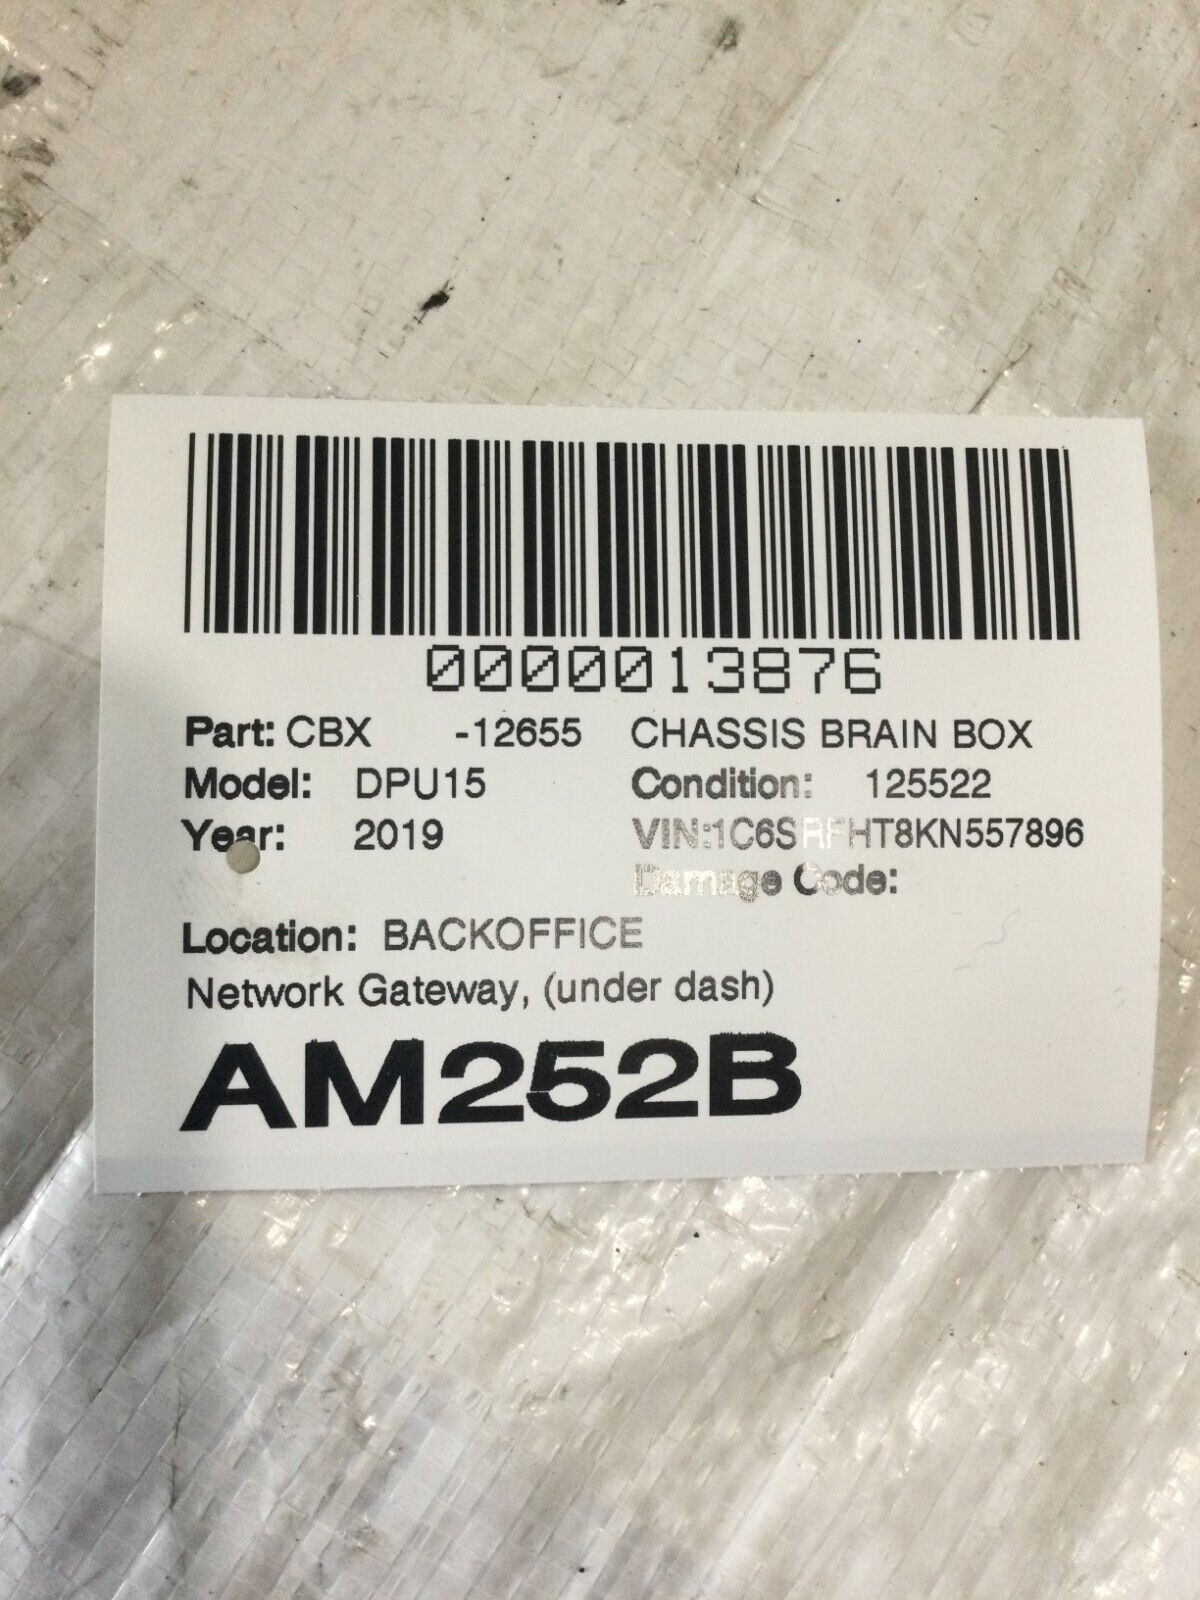 0000013876
Part: CBX -12655 CHASSIS BRAIN BOX
Model: DPU15 Condition: 125522
Year: 2019 VIN:1C6SRFHT8KN557896
Damage Code:
Location: BACKOFFICE
Network Gateway, (under dash)
AM252B